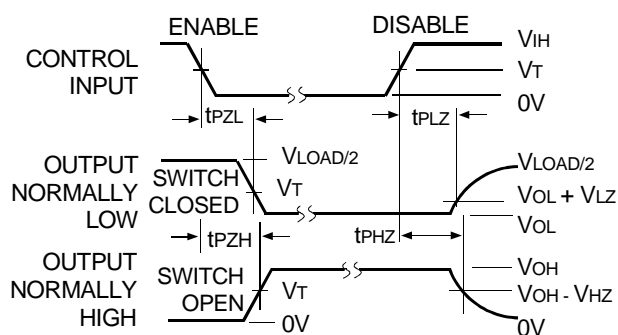 ENABLE
DISABLE
CONTROL
INPUT
VIH
VT
0V
tPZL
tPLZ
OUTPUT
NORMALLY
LOW
SWITCH
CLOSED
VLOAD/2
VT
VLOAD/2
VOL + VLZ
VOL
tPZH
tPHZ
OUTPUT
NORMALLY
HIGH
SWITCH
OPEN
VT
0V
VOH
VOH - VHZ
0V